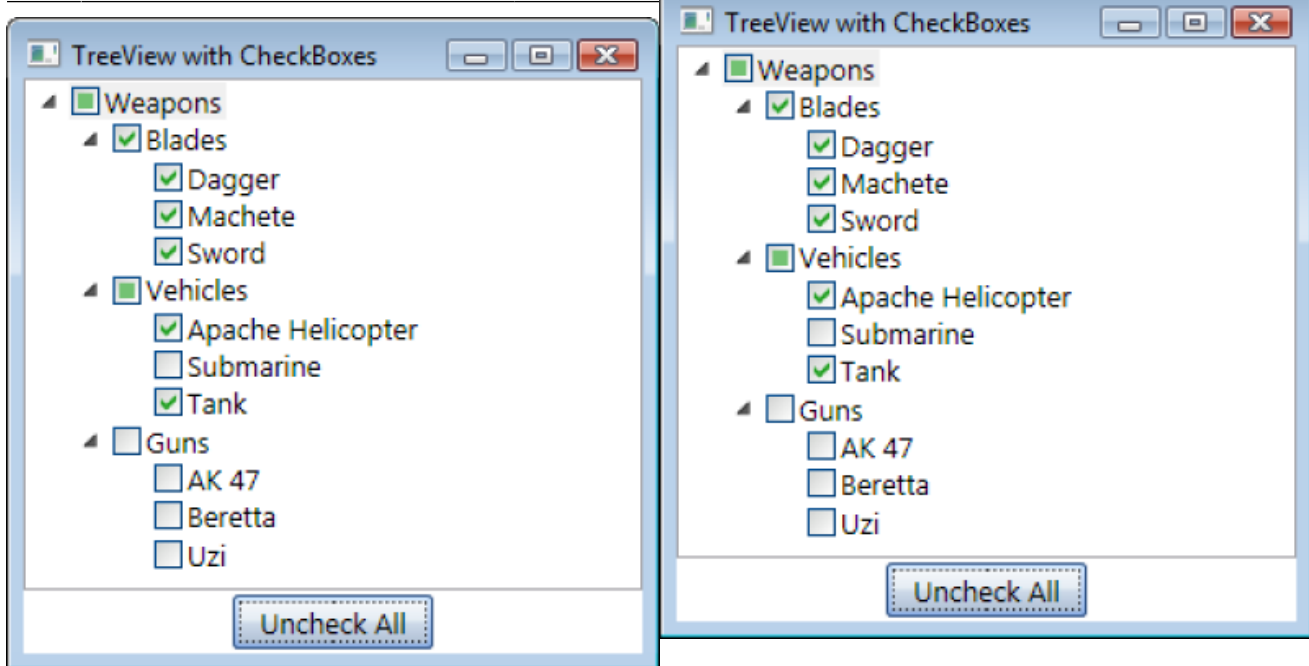 TreeView with CheckBoxes
Weapons
Blades
Dagger
Machete
Sword
Vehicles
Apache Helicopter
Submarine
Tank
Guns
AK 47
Beretta
Uzi
Uncheck All
TreeView with CheckBoxes
Weapons
Blades
Dagger
Machete
Sword
Vehicles
Apache Helicopter
Submarine
Tank
Guns
AK 47
Beretta
Uzi
Uncheck All